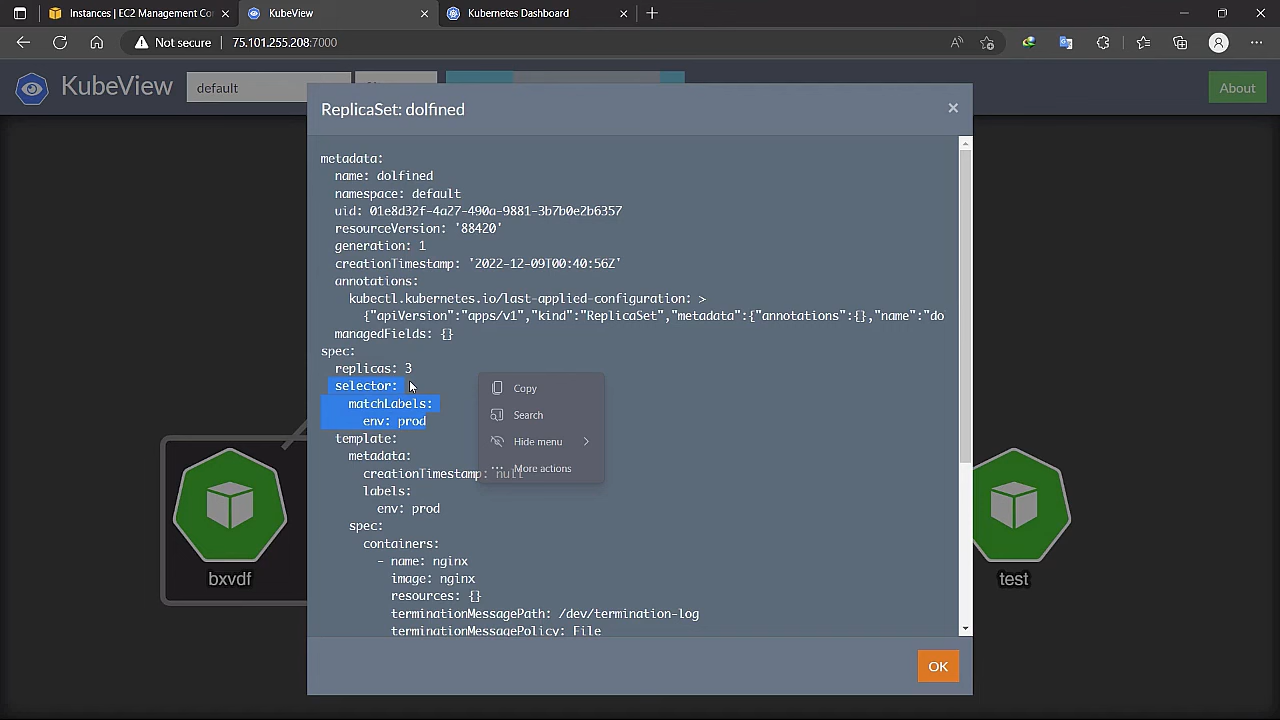 Instances | EC2 Management Co
KubeView
Kubernetes Dashboard
Not secure
75.101.255.208:7000
KubeView
default
About
ReplicaSet: dolfined
metadata:
name: dolfined
namespace: default
uid: 01e8d32f-4a27-490a-9881-3b7b0e2b6357
resourceVersion: '88420'
generation: 1
creationTimestamp: '2022-12-09T00:40:56Z'
annotations:
kubectl.kubernetes.io/last-applied-configuration: >
{"apiVersion":"apps/v1","kind":"ReplicaSet","metadata":{"annotations":{},"name":"do
managedFields: {}
spec:
replicas: 3
selector:
matchLabels:
env: prod
template:
metadata:
creationTimestamp: null
labels:
env: prod
spec:
containers:
- name: nginx
image: nginx
resources: {}
terminationMessagePath: /dev/termination-log
terminationMessagePolicy: File
Copy
Search
Hide menu
More actions
bxvdf
test
OK